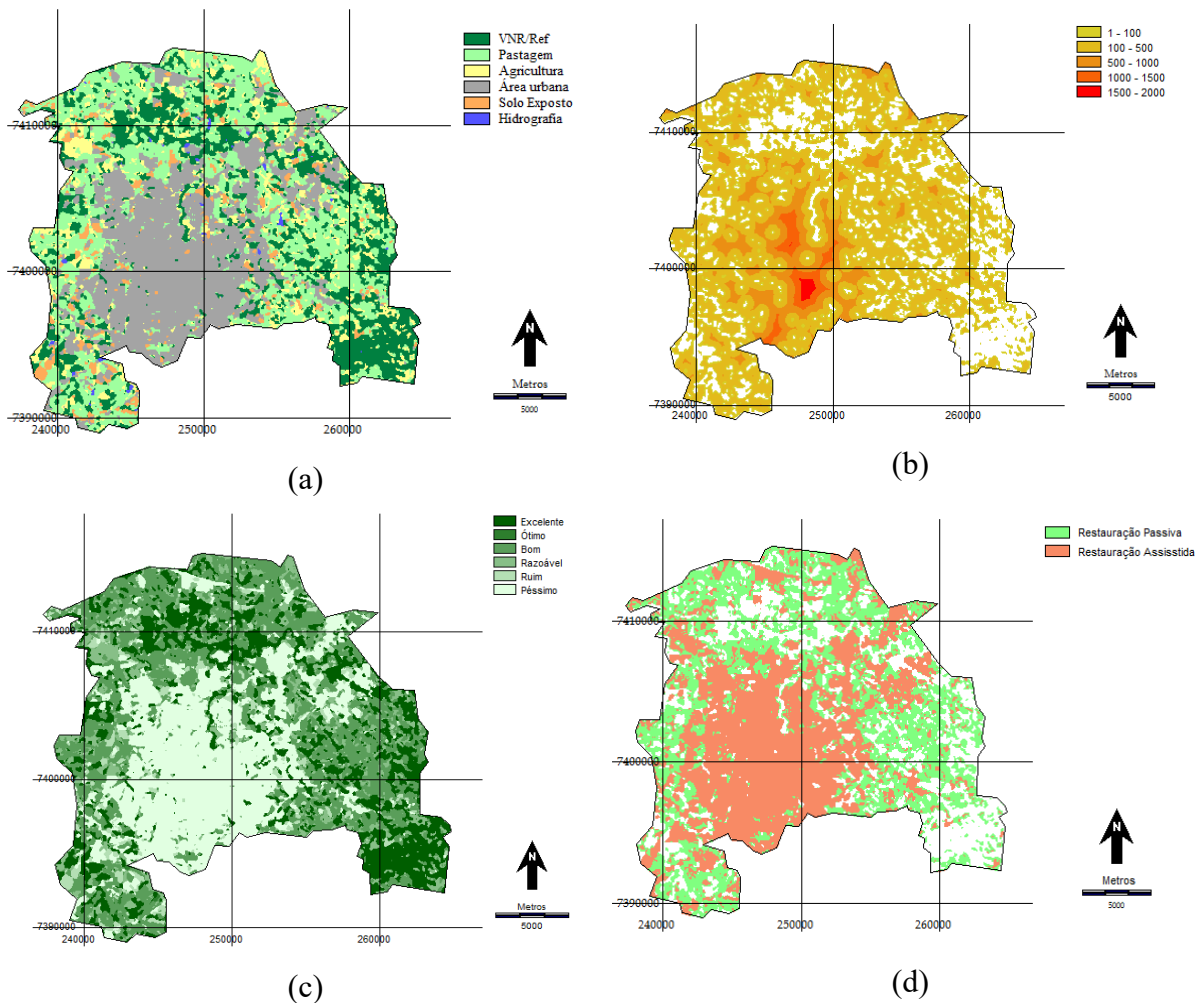 VNR/Ref
Pastagem
Agricultura
Área urbana
Solo Exposto
Hidrografia
7410000
7400000
7390000
240000
250000
260000
N
Metros
5000
(a)
1 - 100
100 - 500
500 - 1000
1000 - 1500
1500 - 2000
7410000
7400000
7390000
240000
250000
260000
N
Metros
5000
(b)
Excelente
Ótimo
Bom
Razoável
Ruim
Péssimo
7410000
7400000
7390000
240000
250000
260000
N
Metros
5000
(c)
Restauração Passiva
Restauração Assisstida
7410000
7400000
7390000
240000
250000
260000
N
Metros
5000
(d)